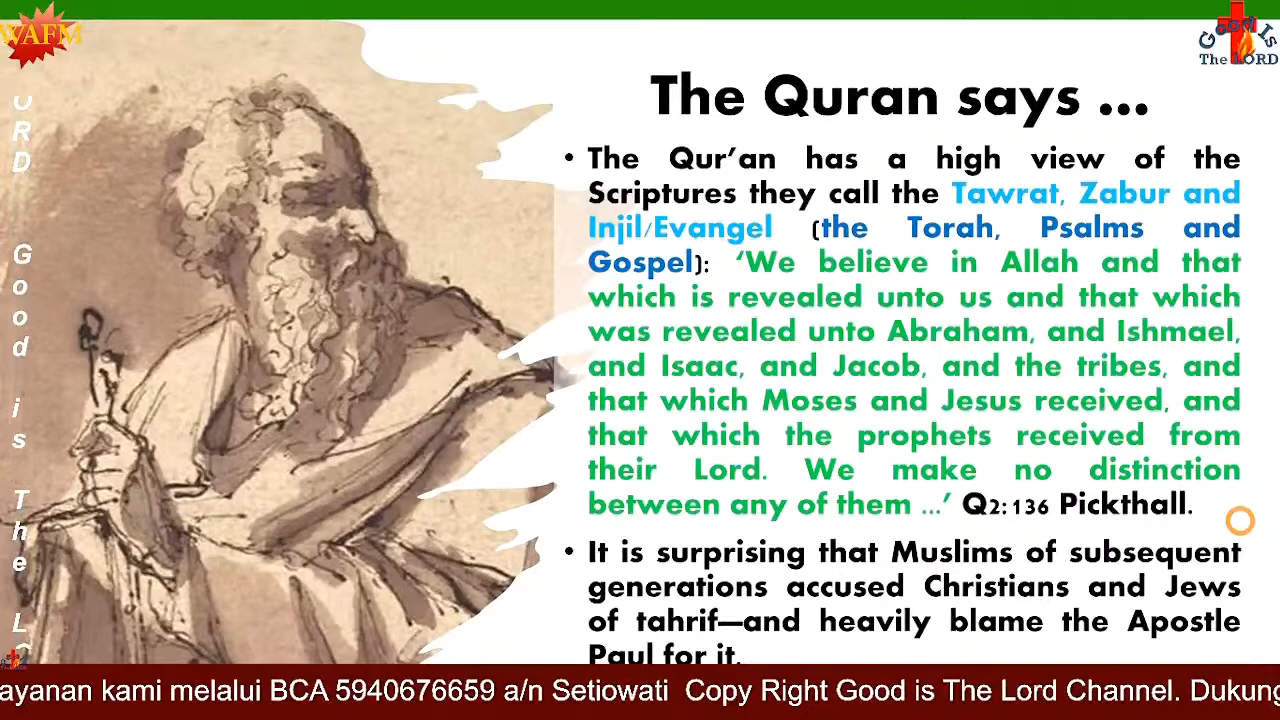 WAFM
Good Is
The LORD
ORD Good is The L
The Quran says ...
• The Qur’an has a high view of the
Scriptures they call the Tawrat, Zabur and
Injil/Evangel (the Torah, Psalms and
Gospel): ‘We believe in Allah and that
which is revealed unto us and that which
was revealed unto Abraham, and Ishmael,
and Isaac, and Jacob, and the tribes, and
that which Moses and Jesus received, and
that which the prophets received from
their Lord. We make no distinction
between any of them ...’ Q2:136 Pickthall.
• It is surprising that Muslims of subsequent
generations accused Christians and Jews
of tahrif—and heavily blame the Apostle
Paul for it.
ayanan kami melalui BCA 5940676659 a/n Setiowati Copy Right Good is The Lord Channel. Dukung